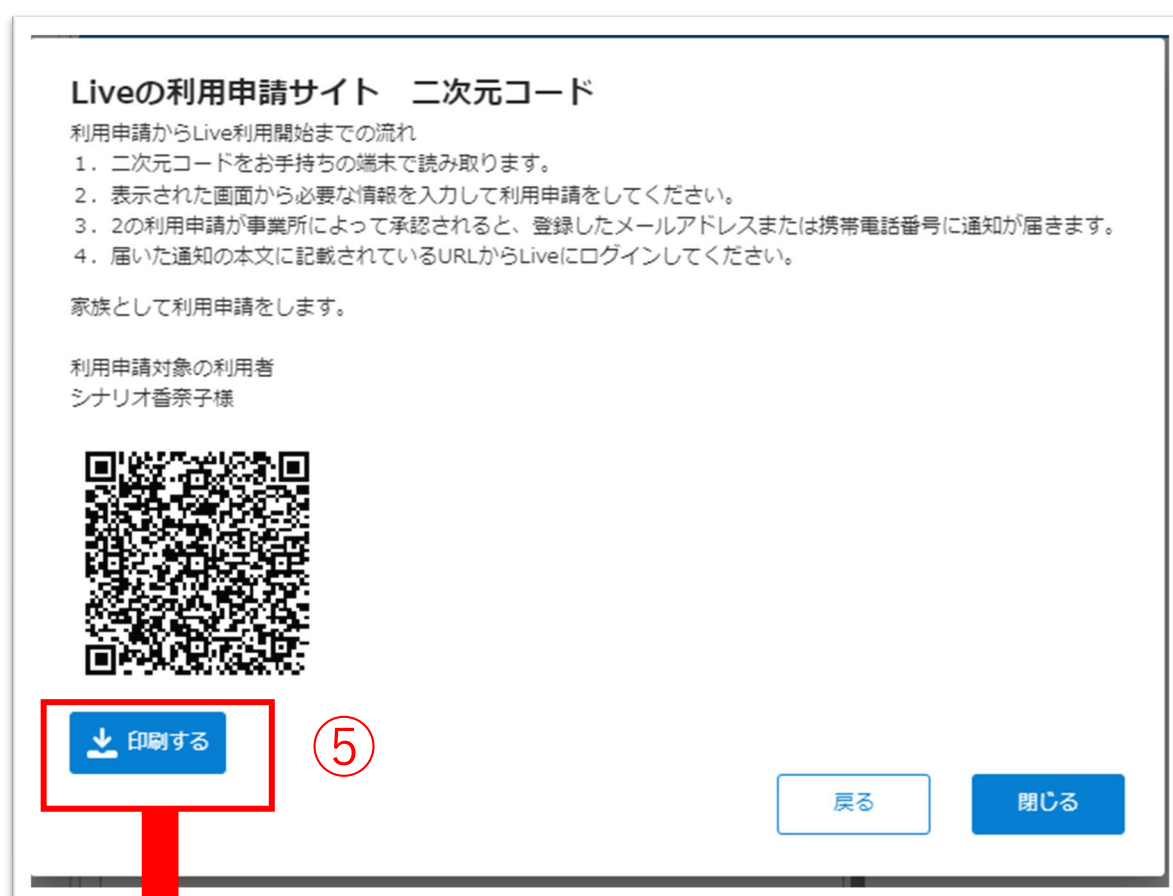 Liveの利用申請サイト　二次元コード
利用申請からLive利用開始までの流れ
1．二次元コードをお手持ちの端末で読み取ります。
2．表示された画面から必要な情報を入力して利用申請をしてください。
3．2の利用申請が事業所によって承認されると、登録したメールアドレスまたは携帯電話番号に通知が届きます。
4．届いた通知の本文に記載されているURLからLiveにログインしてください。
家族として利用申請をします。
利用申請対象の利用者
シナリオ香奈子様
印刷する
⑤
戻る
閉じる